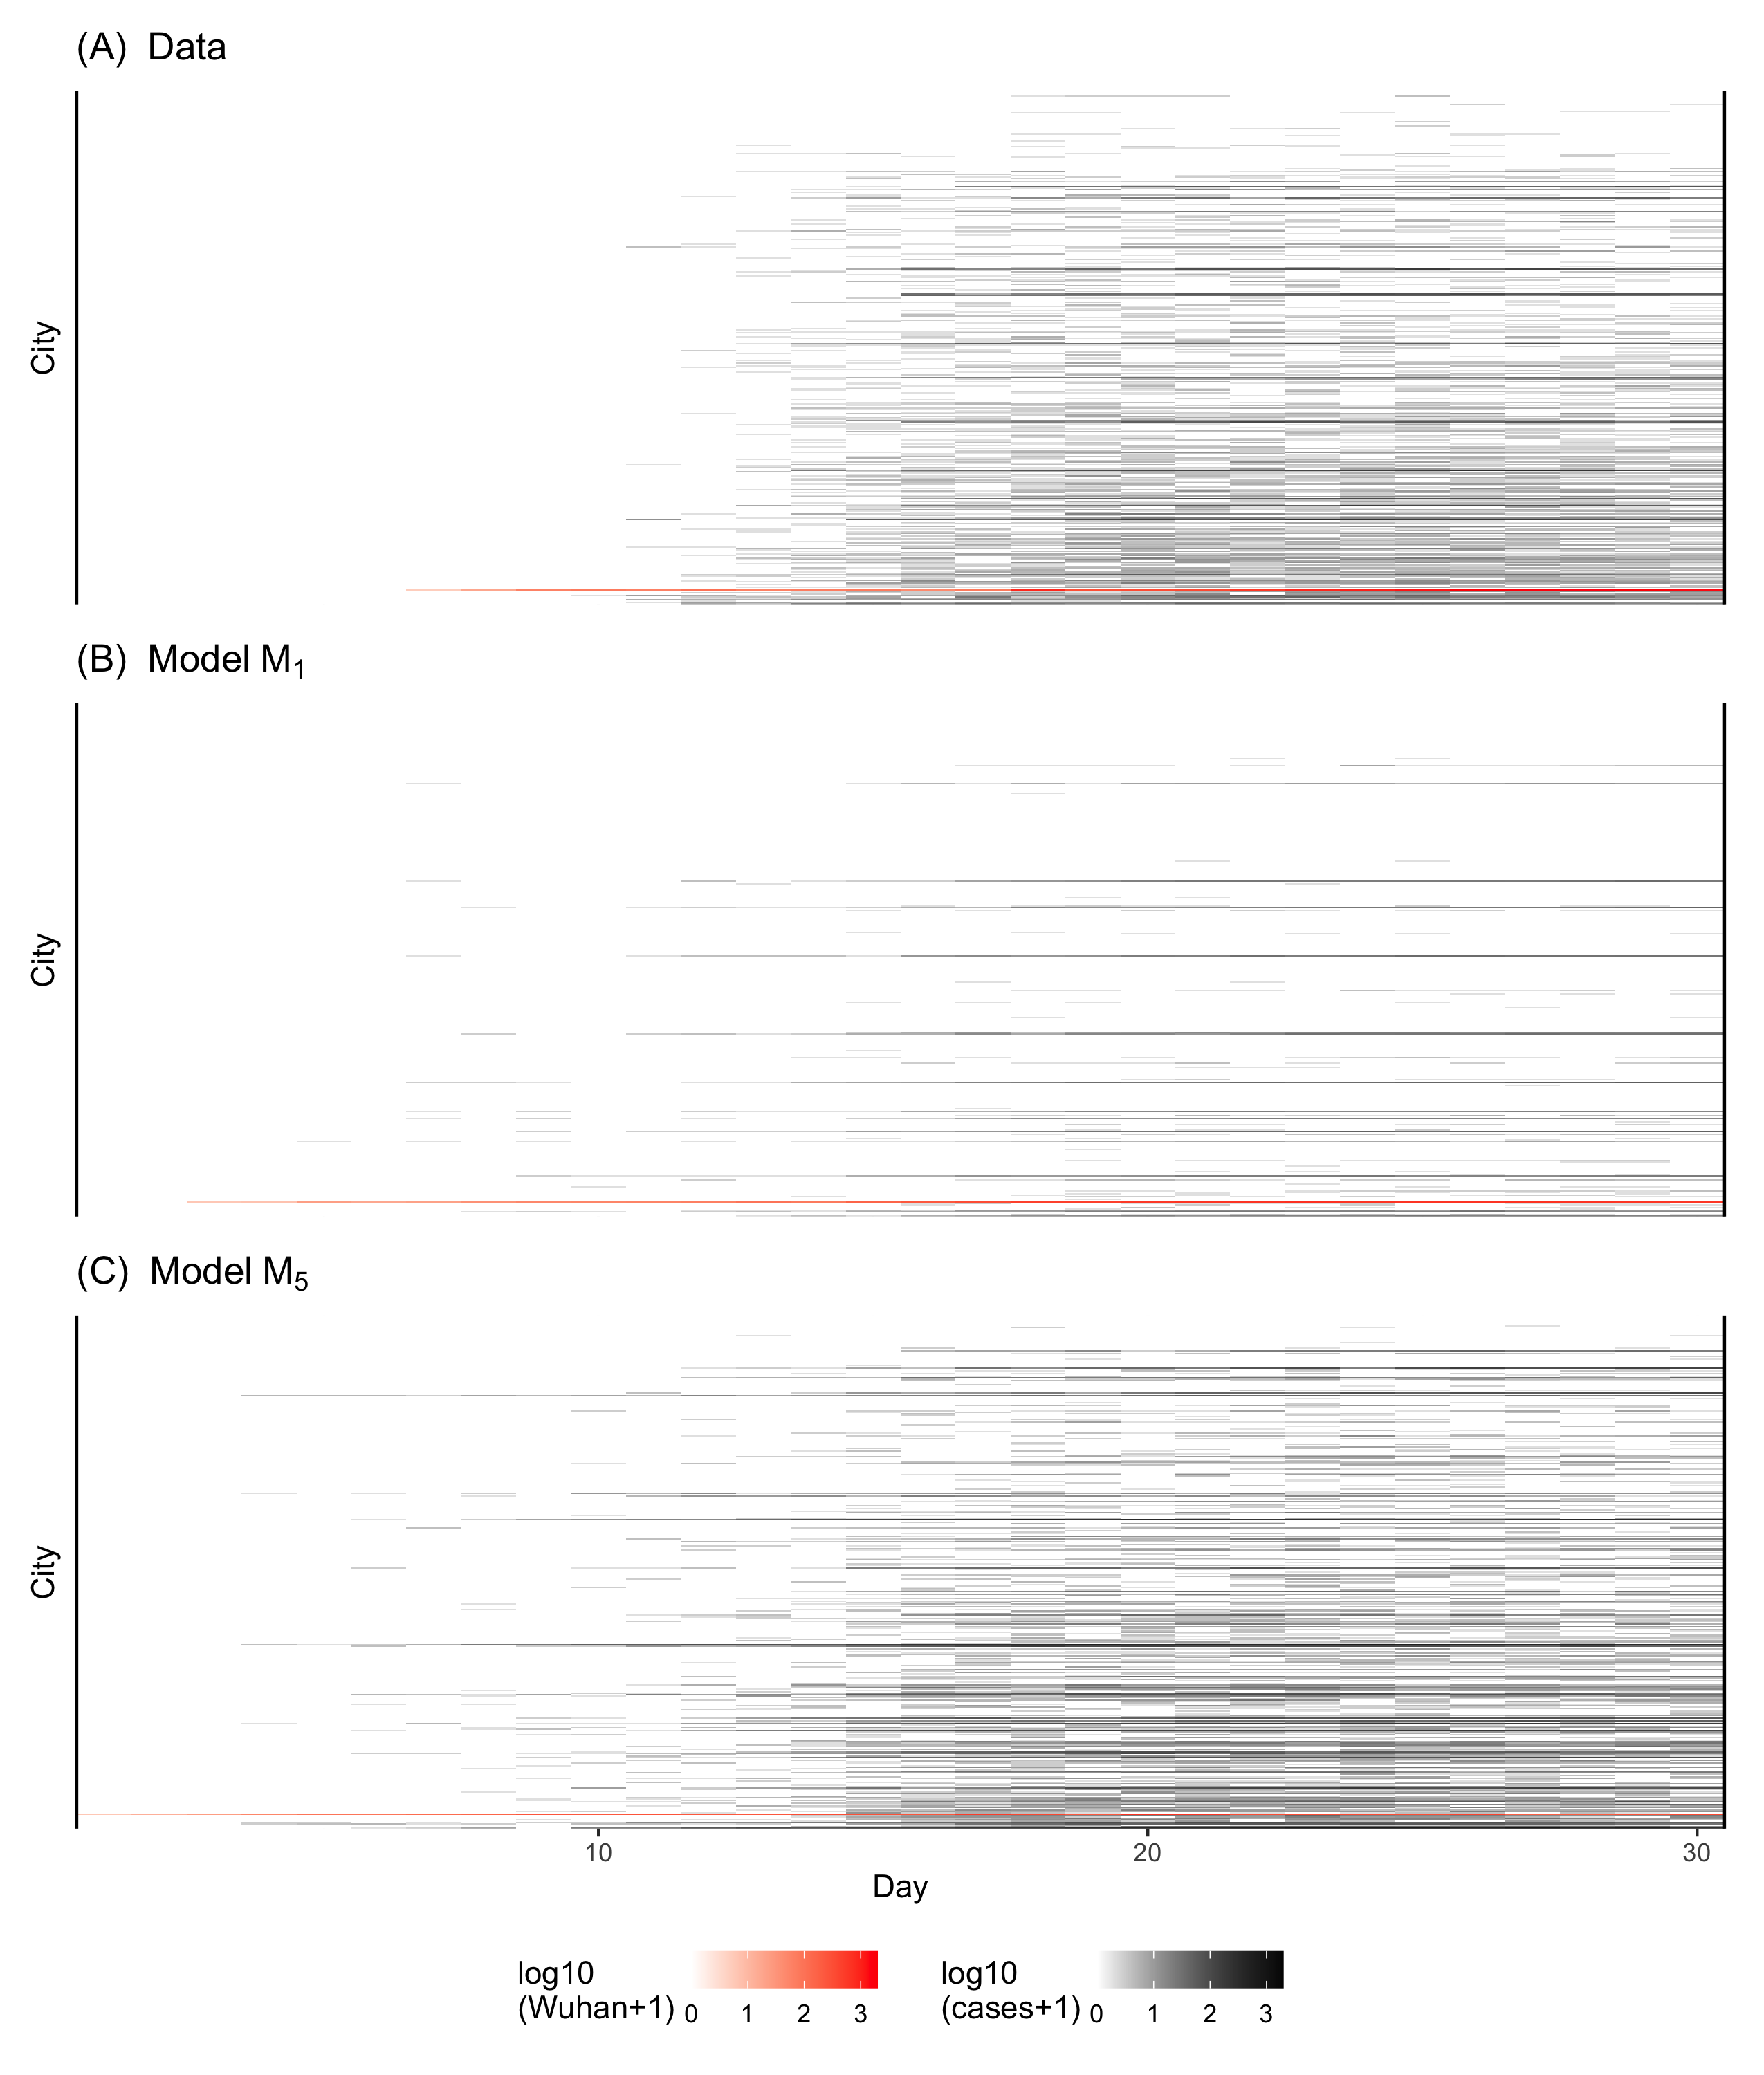 (A) Data
City
(B) Model M₁
City
(C) Model M₅
City
10 20 30
Day
log10
(Wuhan+1) 0 1 2 3
log10
(cases+1) 0 1 2 3